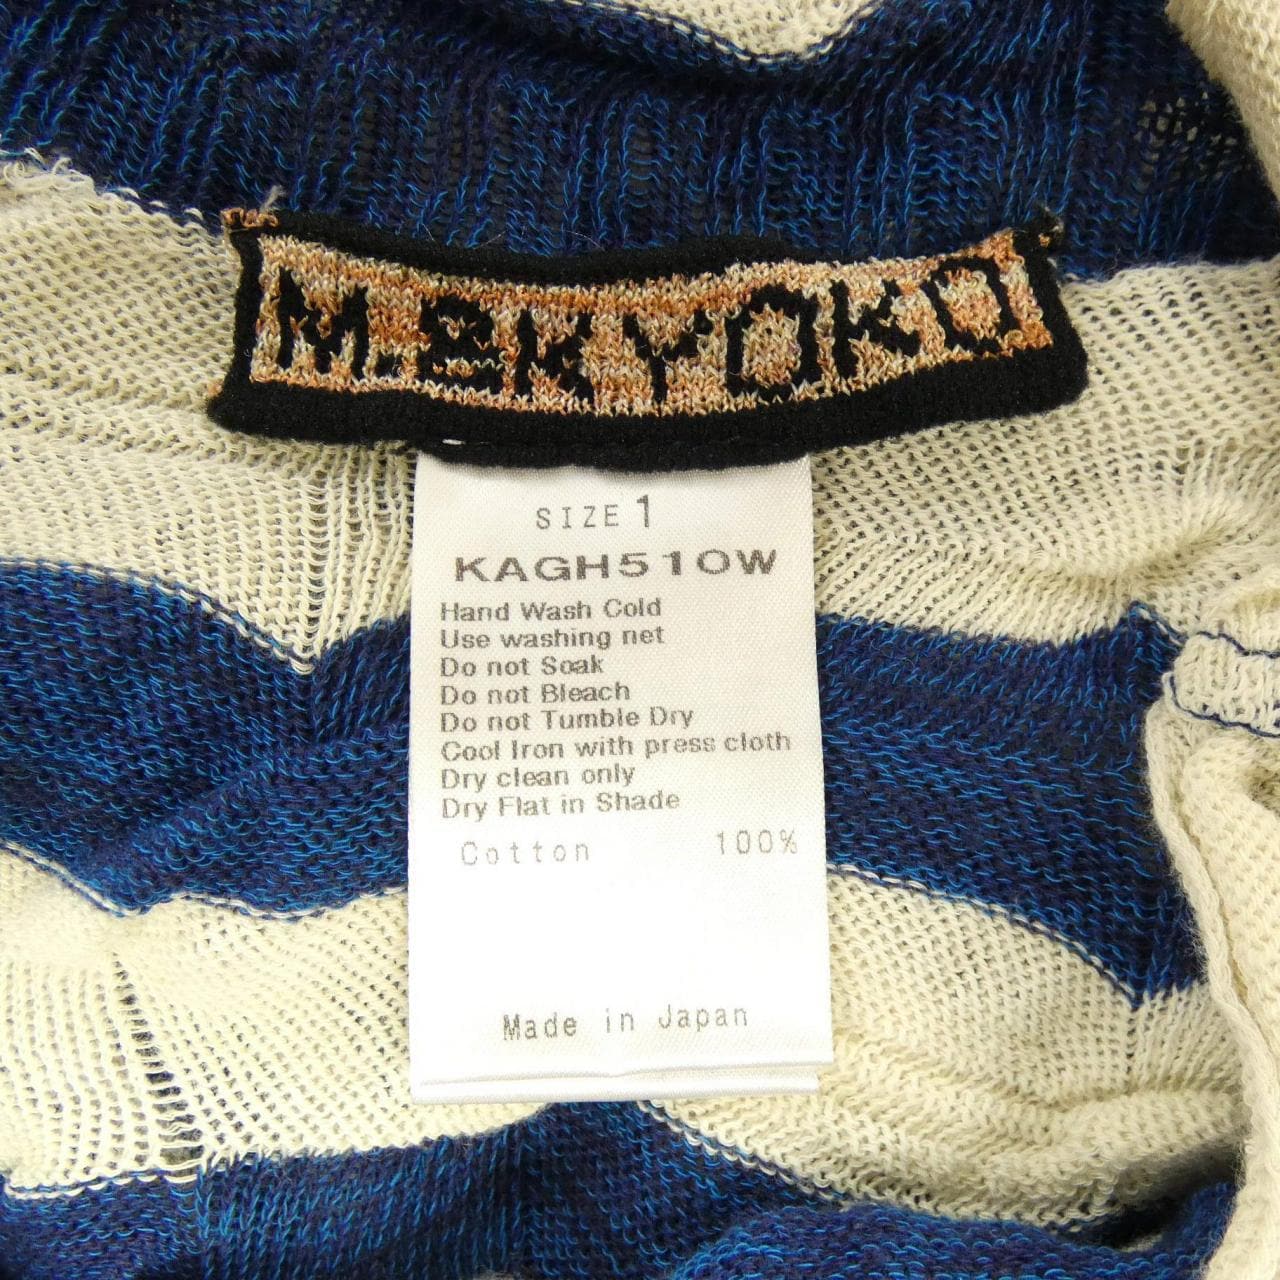 M.&KYOKO
SIZE 1
KAGH510W
Hand Wash Cold
Use washing net
Do not Soak
Do not Bleach
Do not Tumble Dry
Cool Iron with press cloth
Dry clean only
Dry Flat in Shade
Cotton 100%
Made in Japan